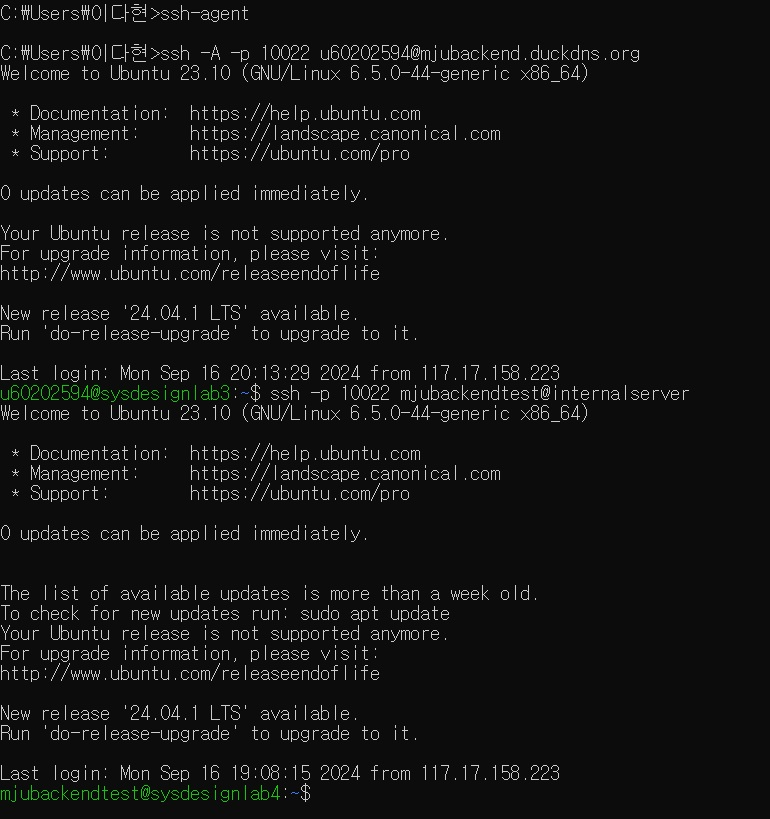 C:\Users\이다현>ssh-agent
C:\Users\이다현>ssh -A -p 10022 u60202594@mjubackend.duckdns.org
Welcome to Ubuntu 23.10 (GNU/Linux 6.5.0-44-generic x86_64)
* Documentation: https://help.ubuntu.com
* Management: https://landscape.canonical.com
* Support: https://ubuntu.com/pro
0 updates can be applied immediately.
Your Ubuntu release is not supported anymore.
For upgrade information, please visit:
http://www.ubuntu.com/releaseendoflife
New release '24.04.1 LTS' available.
Run 'do-release-upgrade' to upgrade to it.
Last login: Mon Sep 16 20:13:29 2024 from 117.17.158.223
u60202594@sysdesignlab3:~$ ssh -p 10022 mjubackendtest@internalserver
Welcome to Ubuntu 23.10 (GNU/Linux 6.5.0-44-generic x86_64)
* Documentation: https://help.ubuntu.com
* Management: https://landscape.canonical.com
* Support: https://ubuntu.com/pro
0 updates can be applied immediately.
The list of available updates is more than a week old.
To check for new updates run: sudo apt update
Your Ubuntu release is not supported anymore.
For upgrade information, please visit:
http://www.ubuntu.com/releaseendoflife
New release '24.04.1 LTS' available.
Run 'do-release-upgrade' to upgrade to it.
Last login: Mon Sep 16 19:08:15 2024 from 117.17.158.223
mjubackendtest@sysdesignlab4:~$